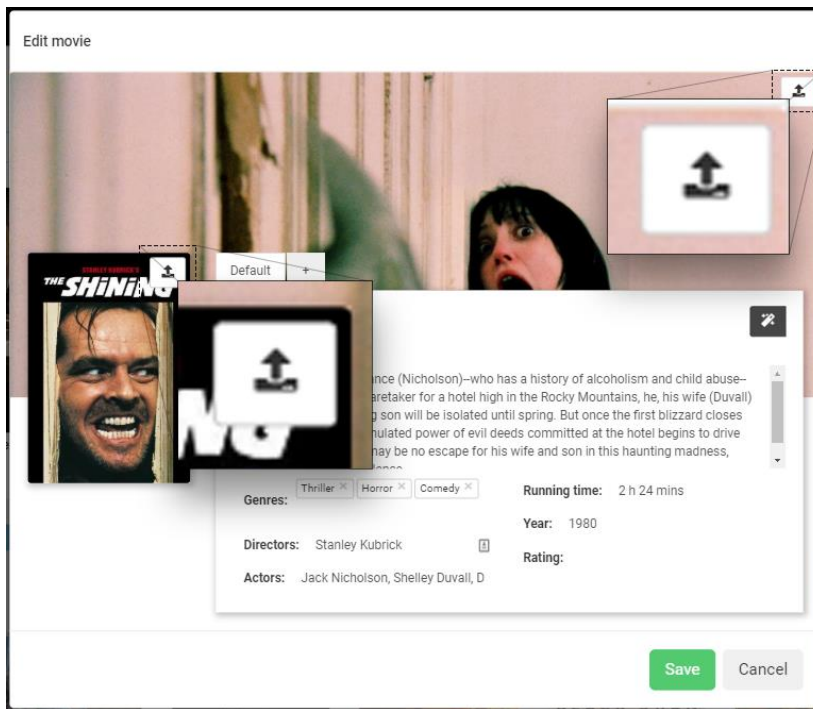 Edit movie
STANLEY KUBRICK'S
THE SHiNiNG
Default +
NG
ance (Nicholson)--who has a history of alcoholism and child abuse--
aretaker for a hotel high in the Rocky Mountains, he, his wife (Duvall)
g son will be isolated until spring. But once the first blizzard closes
mulated power of evil deeds committed at the hotel begins to drive
may be no escape for his wife and son in this haunting madness,
Genres: Thriller × Horror × Comedy ×
Running time: 2 h 24 mins
Year: 1980
Directors: Stanley Kubrick
Rating:
Actors: Jack Nicholson, Shelley Duvall, D
Save Cancel